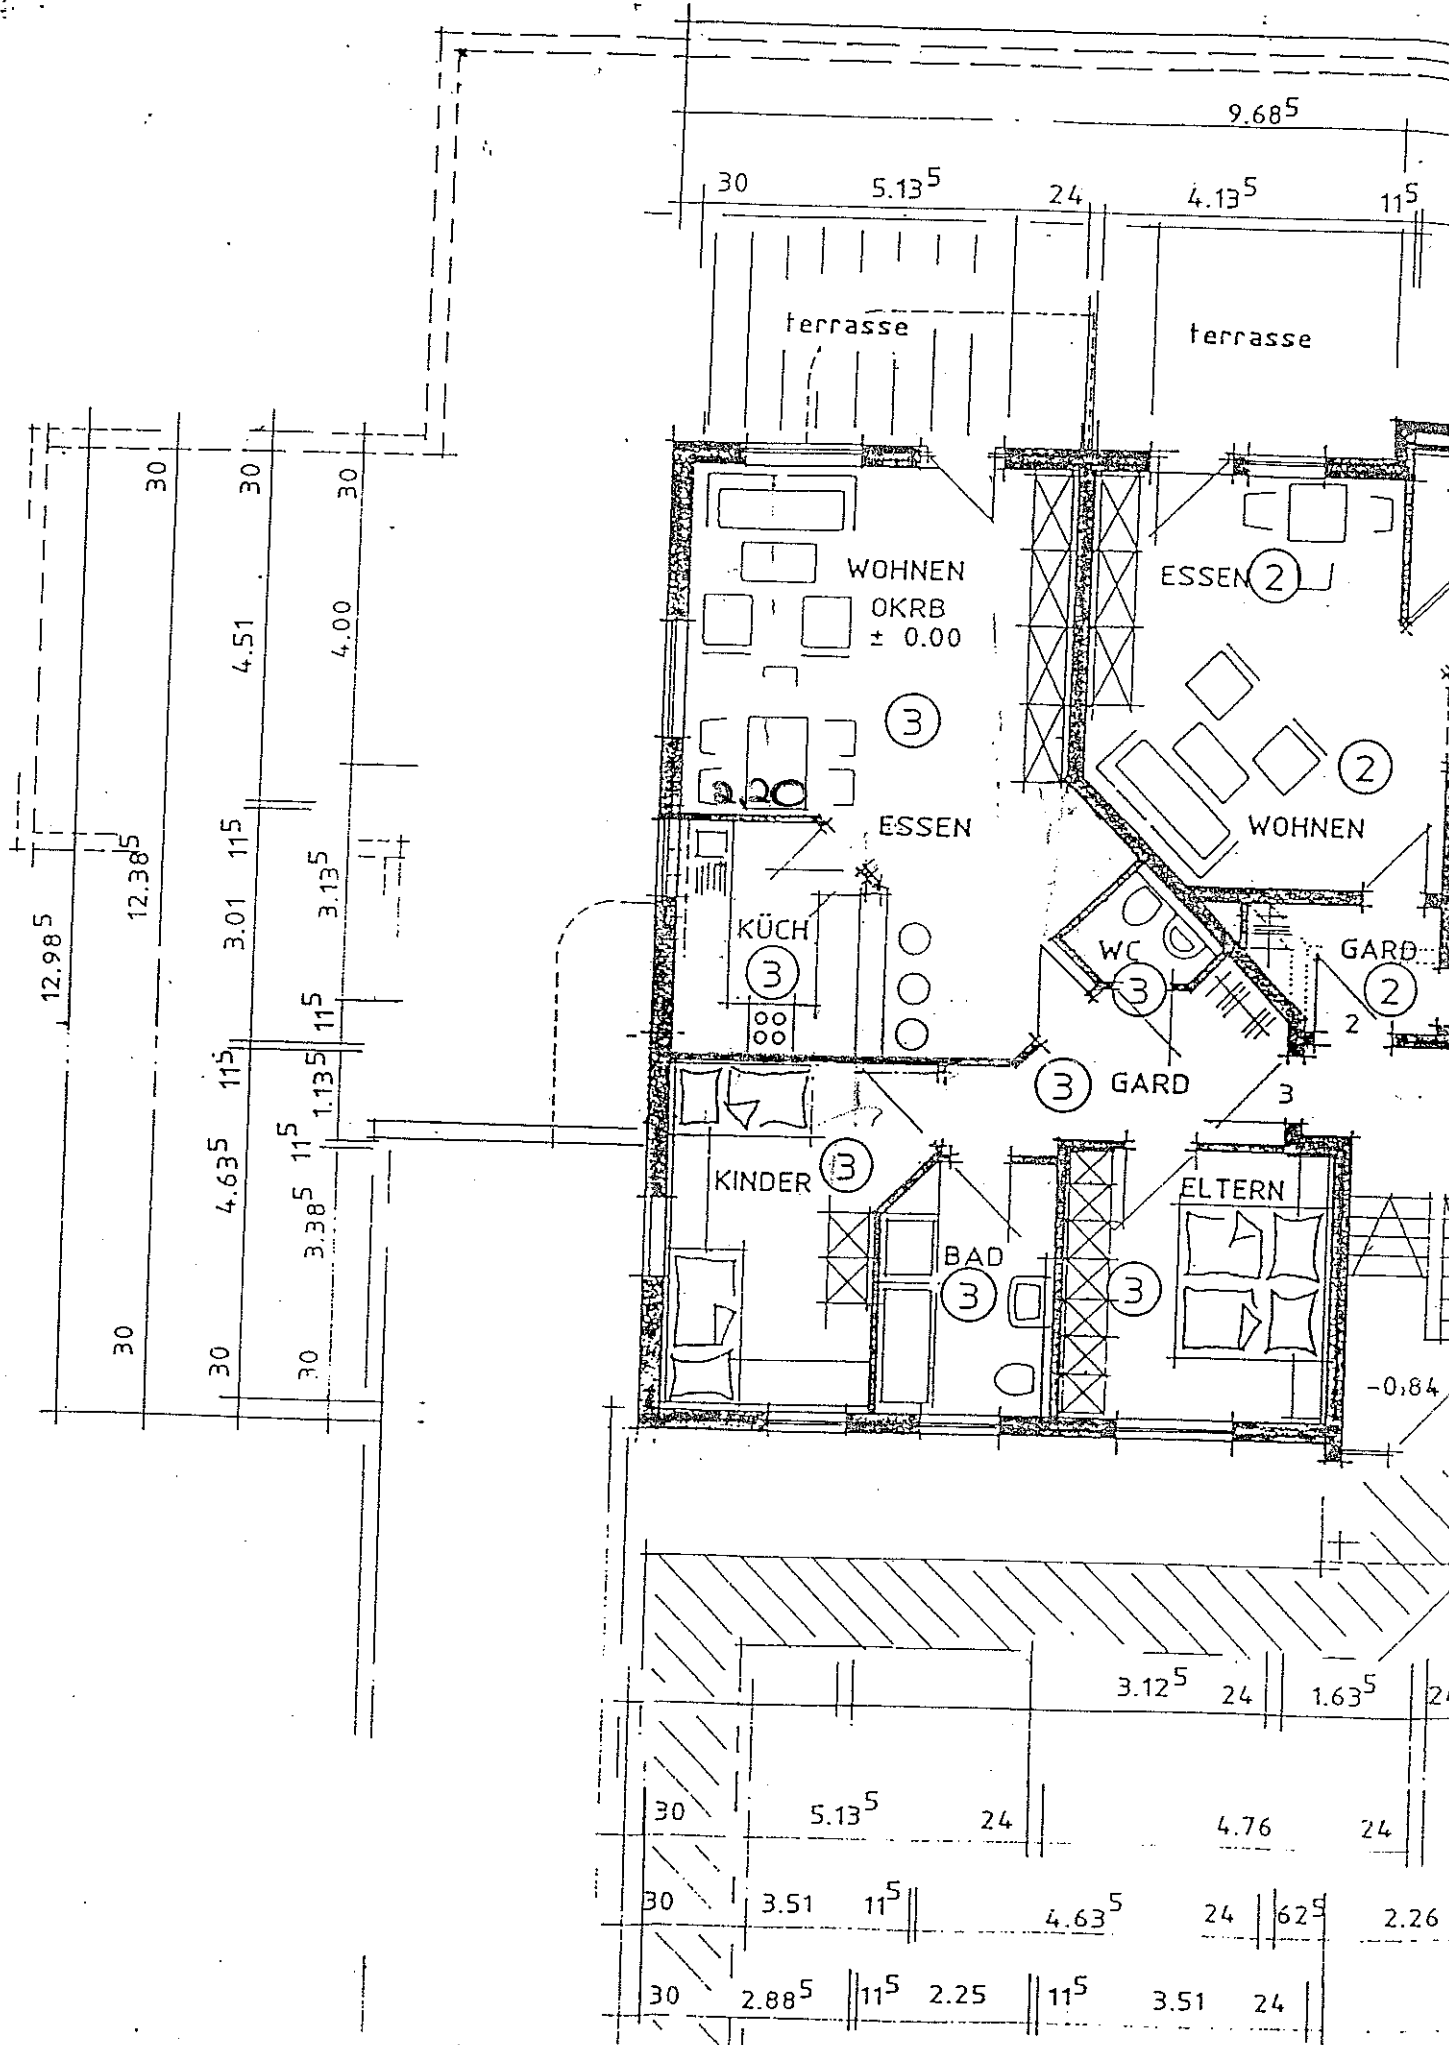 9.68⁵
30 5.13⁵ 24 4.13⁵ 11⁵
terrasse terrasse
30 30 30
WOHNEN
OKRB
± 0.00
ESSEN 2
4.51 4.00
3
2
2.20
ESSEN WOHNEN
12.38⁵ 11⁵ 3.13⁵
12.98⁵ 3.01
KÜCH
3
WC
3
GARD
2
2
11⁵
11⁵ 1.13⁵
3 GARD
3
4.63⁵ 11⁵
KINDER 3
ELTERN
3.38⁵
BAD
3
3
30 30 30
-0,84
3.12⁵ 24 1.63⁵ 24
30 5.13⁵ 24 4.76 24
30 3.51 11⁵ 4.63⁵ 24 62⁵ 2.26
30 2.88⁵ 11⁵ 2.25 11⁵ 3.51 24